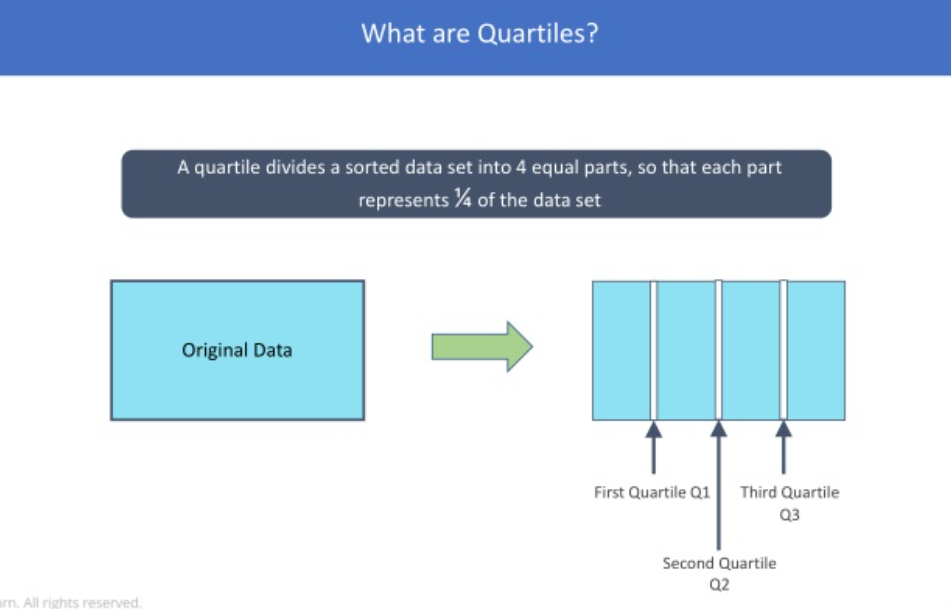 What are Quartiles?
A quartile divides a sorted data set into 4 equal parts, so that each part
represents ¼ of the data set
Original Data
First Quartile Q1
Third Quartile
Q3
Second Quartile
Q2
All rights reserved.